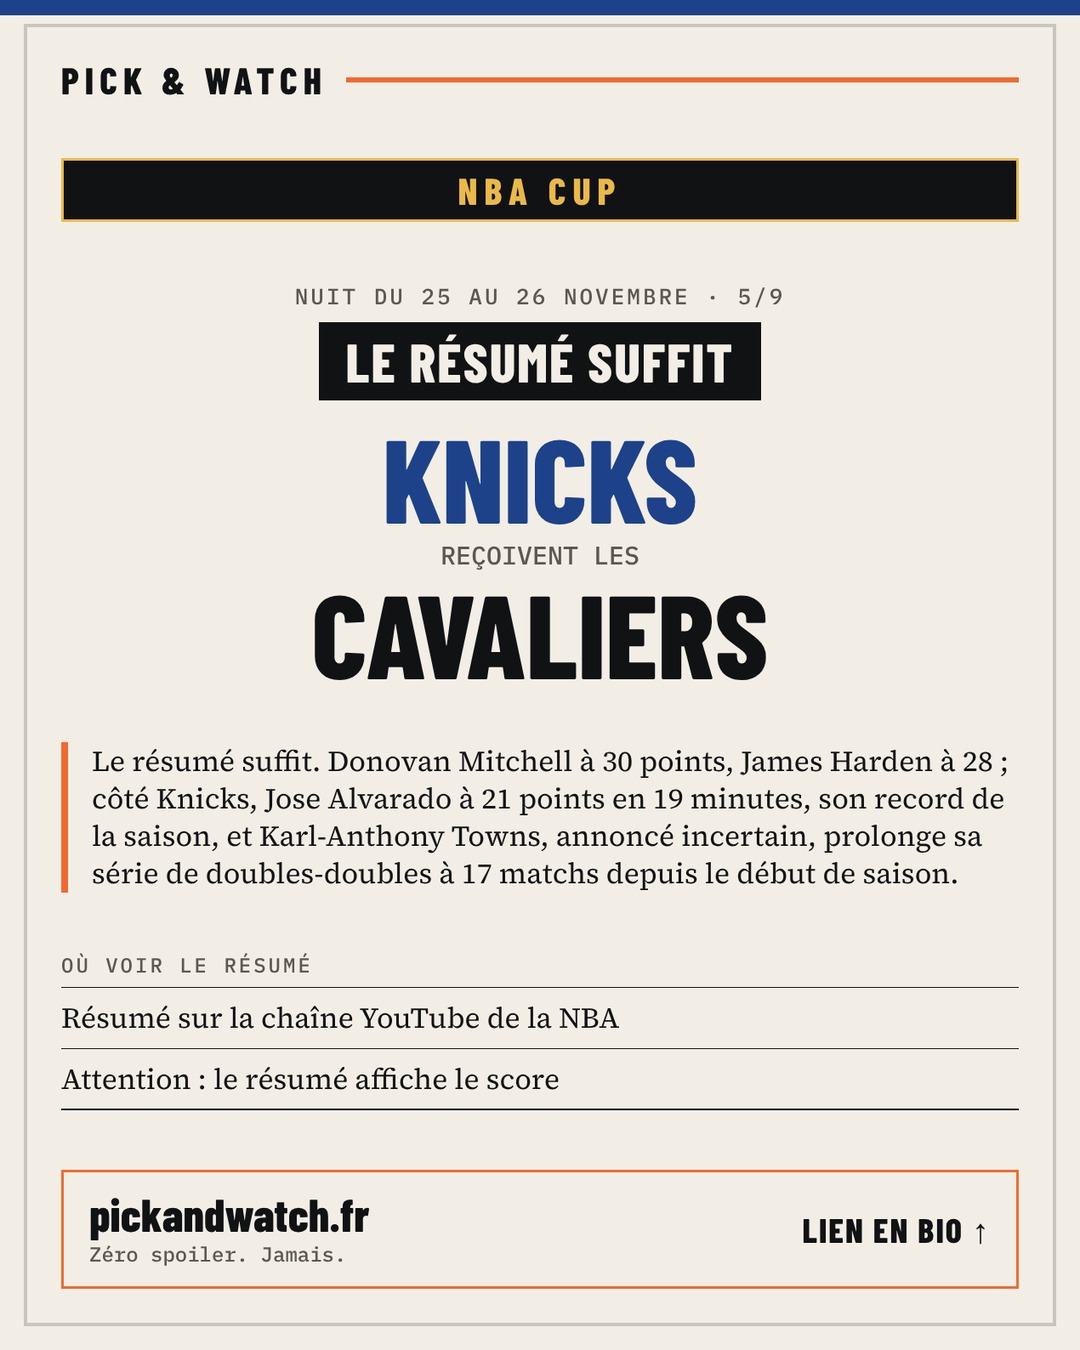 PICK & WATCH
NBA CUP
NUIT DU 25 AU 26 NOVEMBRE · 5/9
LE RÉSUMÉ SUFFIT
KNICKS
REÇOIVENT LES
CAVALIERS
Le résumé suffit. Donovan Mitchell à 30 points, James Harden à 28 ;
côté Knicks, Jose Alvarado à 21 points en 19 minutes, son record de
la saison, et Karl-Anthony Towns, annoncé incertain, prolonge sa
série de doubles-doubles à 17 matchs depuis le début de saison.
OÙ VOIR LE RÉSUMÉ
Résumé sur la chaîne YouTube de la NBA
Attention : le résumé affiche le score
pickandwatch.fr
Zéro spoiler. Jamais.
LIEN EN BIO ↑